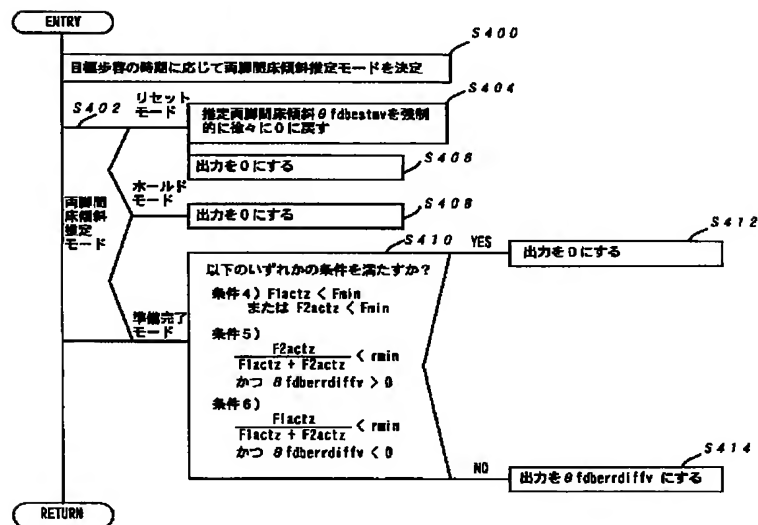 ENTRY
S400
目標歩容の時期に応じて両脚間床傾斜推定モードを決定
S402
リセット
モード
S404
推定両脚間床傾斜θfdbestmvを強制
的に徐々に0に戻す
S406
出力を0にする
両脚間
床傾斜
推定
モード
ホールド
モード
S408
出力を0にする
S410
YES
S412
出力を0にする
準備完了
モード
以下のいずれかの条件を満たすか?
条件4) F1actz < Fmin
または F2actz < Fmin
条件5)
F2actz
F1actz + F2actz
< rmin
かつ θfdberrdiffv > 0
条件6)
F1actz
F1actz + F2actz
< rmin
かつ θfdberrdiffv < 0
NO
S414
出力をθfdberrdiffv にする
RETURN